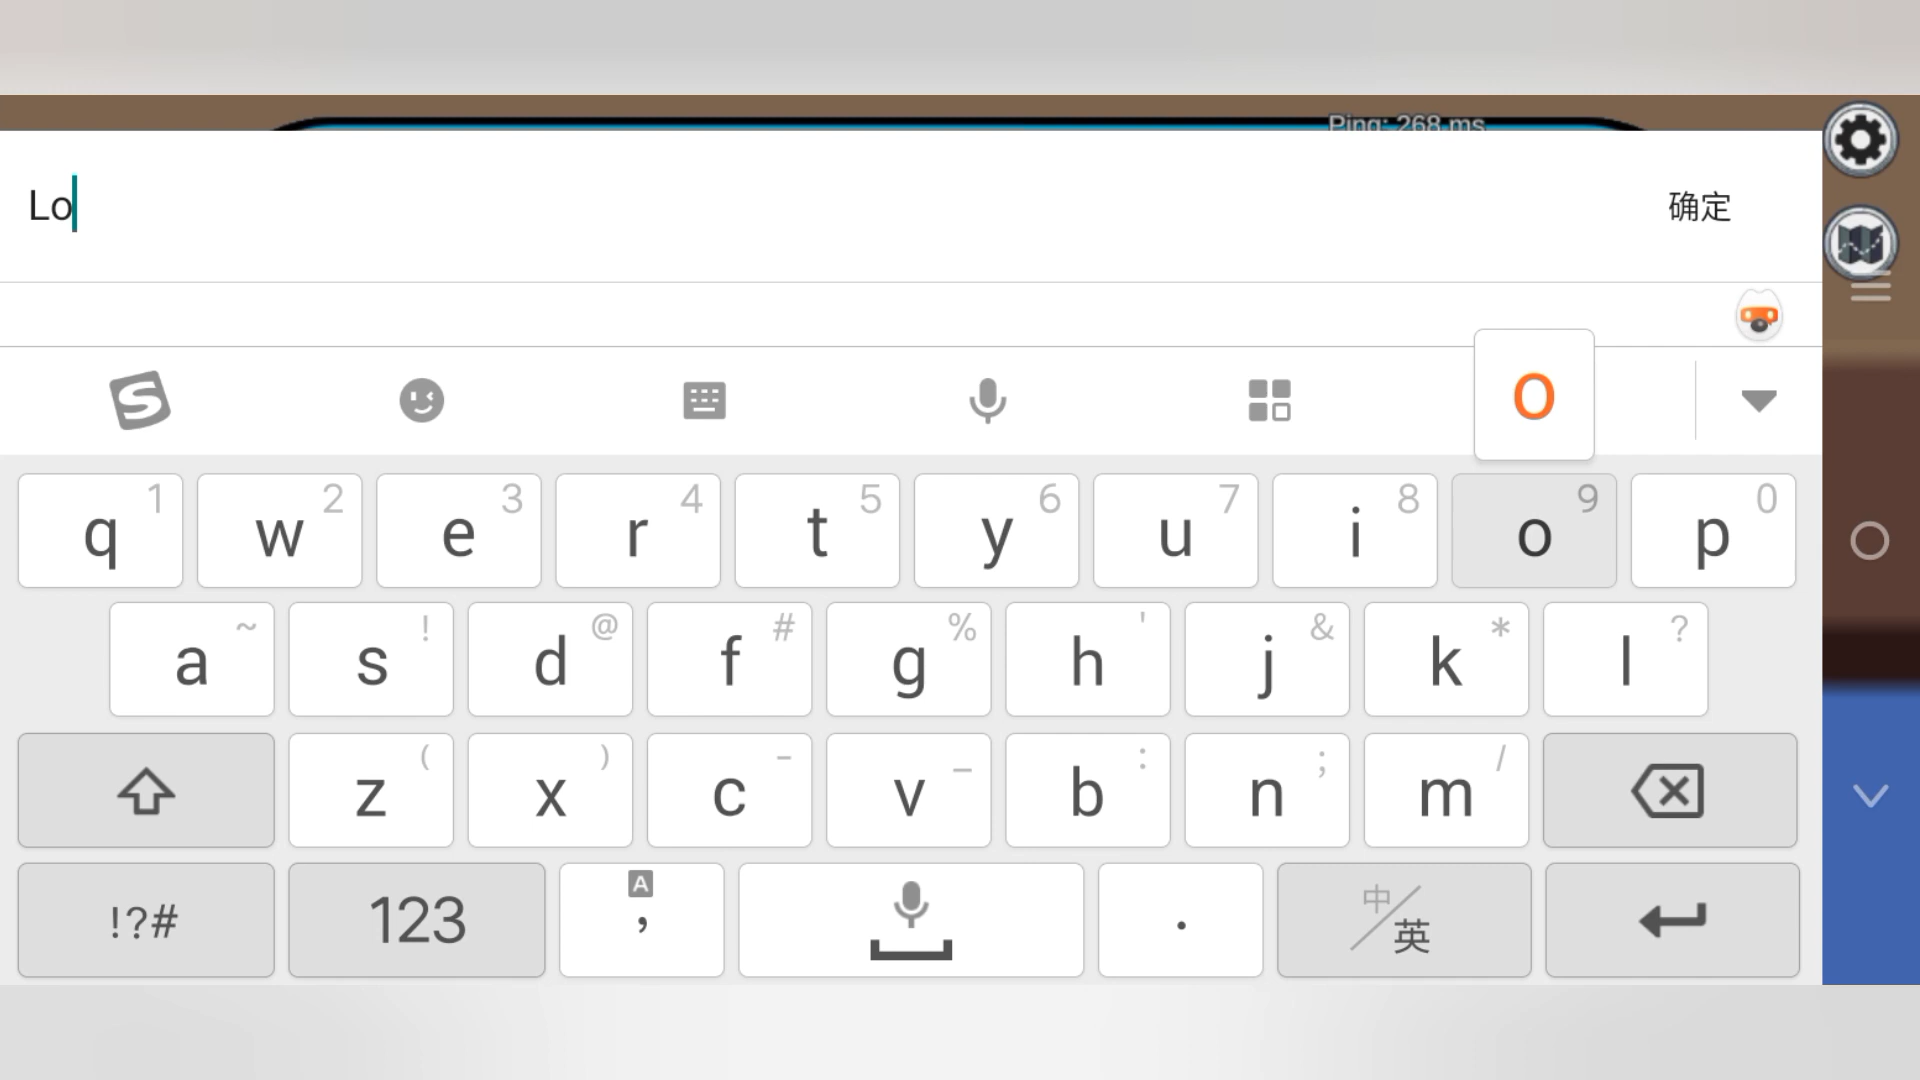 Ping: 268 ms
Lo
确定
O
q 1 w 2 e 3 r 4 t 5 y 6 u 7 i 8 o 9 p 0
a ~ s ! d @ f # g % h ' j & k * l ?
z ( x ) c - v _ b : n ; m /
!?# 123 A , . 中/英